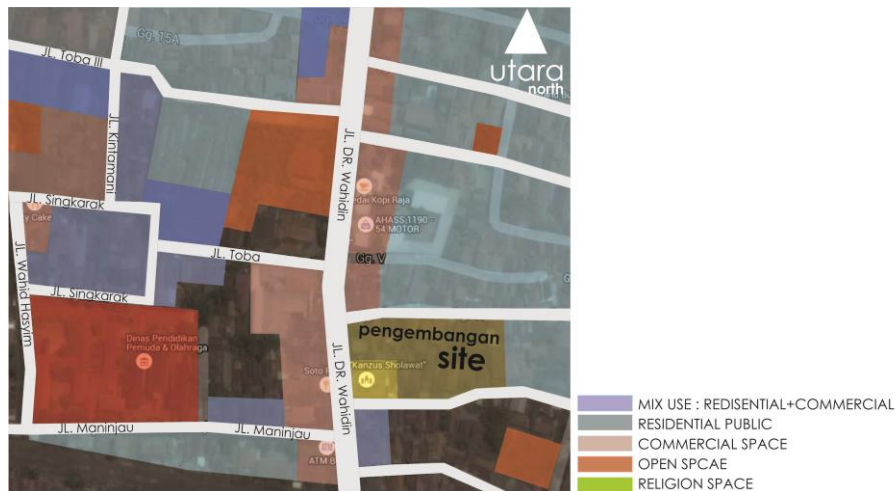 Gg. 15A
utara
north
JL. Toba III
JL. Kintamani
JL. DR. Wahidin
Kopi Raja
AHASS 1190
54 MOTOR
JL. Singkarak
Cake
JL. Toba
Gg. V
JL. Wahid Hasyim
JL. Singkarak
pengembangan
site
Dinas Pendidikan
Pemuda & Olahraga
"Kanzus Sholawat"
Soto
JL. DR. Wahidin
JL. Maninjau
JL. Maninjau
ATM
MIX USE : REDISENTIAL+COMMERCIAL
RESIDENTIAL PUBLIC
COMMERCIAL SPACE
OPEN SPCAE
RELIGION SPACE